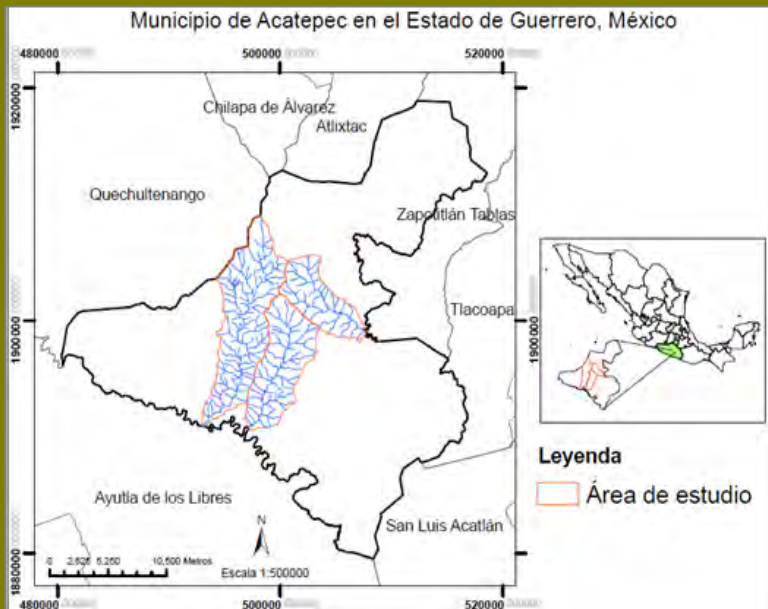 Municipio de Acatepec en el Estado de Guerrero, México
480000 500000 520000
1920000
Chilapa de Àlvarez
Atlixtac
Quechultenango
Zapotitlán Tablas
Tlacoapa
1900000 1900000
Leyenda
Área de estudio
Ayutla de los Libres
San Luis Acatlán
N
0 2,625 5,250 10,500 Metros
Escala 1:500000
1880000
480000 500000 520000